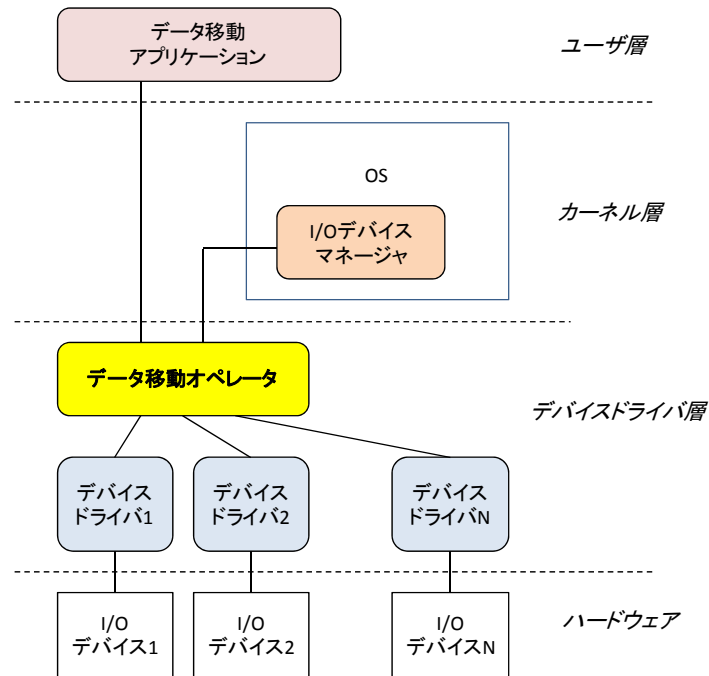 データ移動
アプリケーション
ユーザ層
OS
I/Oデバイス
マネージャ
カーネル層
データ移動オペレータ
デバイスドライバ層
デバイス
ドライバ1
デバイス
ドライバ2
デバイス
ドライバN
I/O
デバイス1
I/O
デバイス2
I/O
デバイスN
ハードウェア